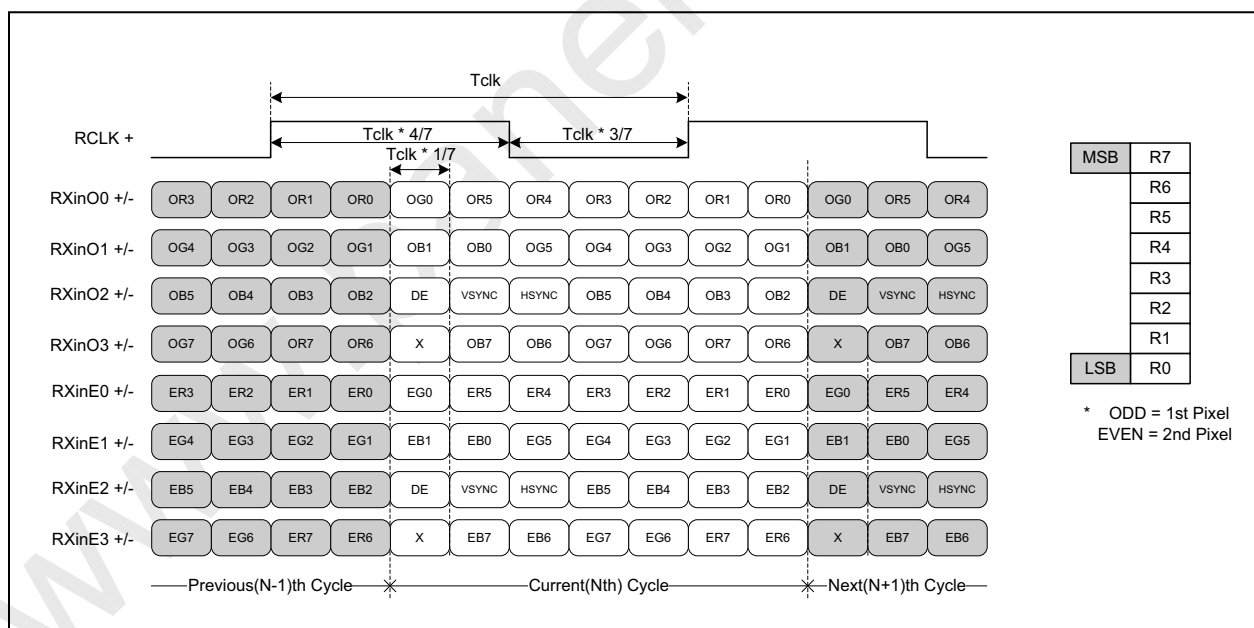 Tclk
RCLK +
Tclk * 4/7
Tclk * 3/7
Tclk * 1/7
RXinO0 +/- OR3 OR2 OR1 OR0 OG0 OR5 OR4 OR3 OR2 OR1 OR0 OG0 OR5 OR4
RXinO1 +/- OG4 OG3 OG2 OG1 OB1 OB0 OG5 OG4 OG3 OG2 OG1 OB1 OB0 OG5
RXinO2 +/- OB5 OB4 OB3 OB2 DE VSYNC HSYNC OB5 OB4 OB3 OB2 DE VSYNC HSYNC
RXinO3 +/- OG7 OG6 OR7 OR6 X OB7 OB6 OG7 OG6 OR7 OR6 X OB7 OB6
RXinE0 +/- ER3 ER2 ER1 ER0 EG0 ER5 ER4 ER3 ER2 ER1 ER0 EG0 ER5 ER4
RXinE1 +/- EG4 EG3 EG2 EG1 EB1 EB0 EG5 EG4 EG3 EG2 EG1 EB1 EB0 EG5
RXinE2 +/- EB5 EB4 EB3 EB2 DE VSYNC HSYNC EB5 EB4 EB3 EB2 DE VSYNC HSYNC
RXinE3 +/- EG7 EG6 ER7 ER6 X EB7 EB6 EG7 EG6 ER7 ER6 X EB7 EB6
Previous(N-1)th Cycle Current(Nth) Cycle Next(N+1)th Cycle
MSB R7
R6
R5
R4
R3
R2
R1
LSB R0
* ODD = 1st Pixel
EVEN = 2nd Pixel